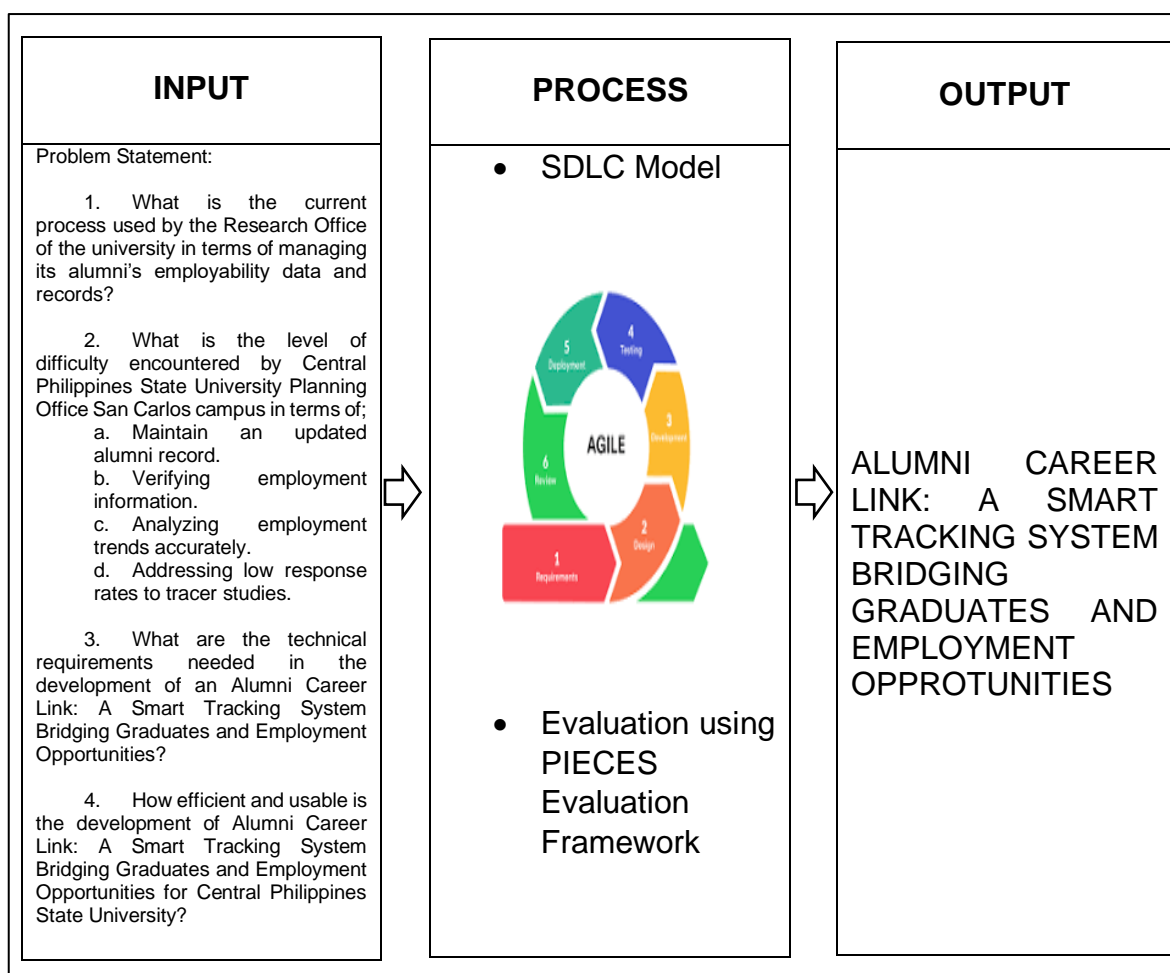 INPUT
Problem Statement:
1. What is the current
process used by the Research Office
of the university in terms of managing
its alumni’s employability data and
records?
2. What is the level of
difficulty encountered by Central
Philippines State University Planning
Office San Carlos campus in terms of;
a. Maintain an updated
alumni record.
b. Verifying employment
information.
c. Analyzing employment
trends accurately.
d. Addressing low response
rates to tracer studies.
3. What are the technical
requirements needed in the
development of an Alumni Career
Link: A Smart Tracking System
Bridging Graduates and Employment
Opportunities?
4. How efficient and usable is
the development of Alumni Career
Link: A Smart Tracking System
Bridging Graduates and Employment
Opportunities for Central Philippines
State University?
PROCESS
• SDLC Model
AGILE
1
Requirements
2
Design
3
Development
4
Testing
5
Deployment
6
Review
• Evaluation using
PIECES
Evaluation
Framework
OUTPUT
ALUMNI CAREER
LINK: A SMART
TRACKING SYSTEM
BRIDGING
GRADUATES AND
EMPLOYMENT
OPPROTUNITIES